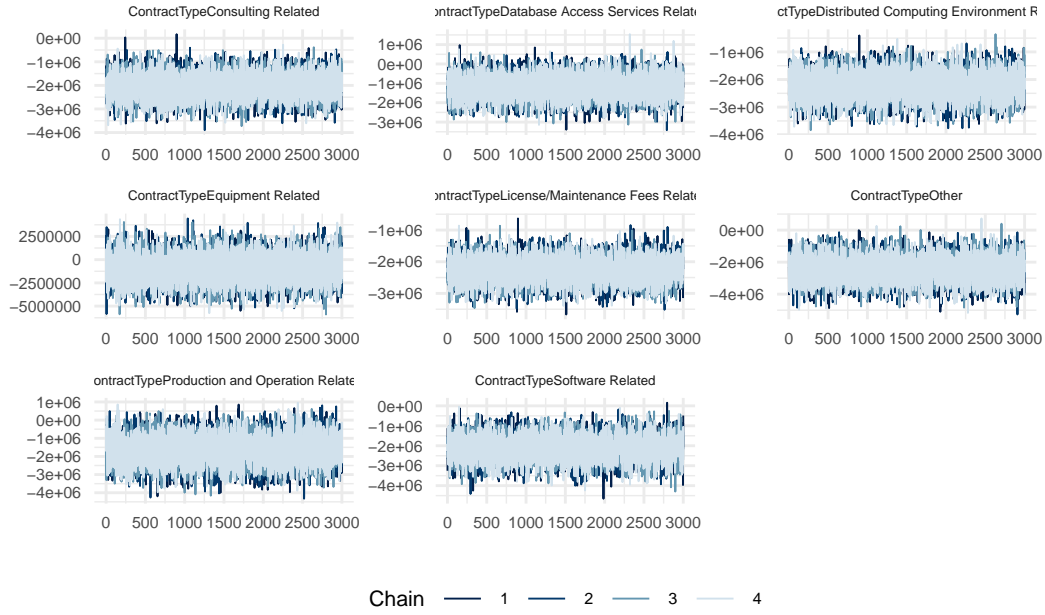 ContractTypeConsulting Related
ontractTypeDatabase Access Services Relate
ctTypeDistributed Computing Environment R
0e+00
−1e+06
−2e+06
−3e+06
−4e+06
1e+06
0e+00
−1e+06
−2e+06
−3e+06
−1e+06
−2e+06
−3e+06
−4e+06
0 500 1000 1500 2000 2500 3000
0 500 1000 1500 2000 2500 3000
0 500 1000 1500 2000 2500 3000
ContractTypeEquipment Related
ontractTypeLicense/Maintenance Fees Relate
ContractTypeOther
2500000
0
−2500000
−5000000
−1e+06
−2e+06
−3e+06
0e+00
−2e+06
−4e+06
0 500 1000 1500 2000 2500 3000
0 500 1000 1500 2000 2500 3000
0 500 1000 1500 2000 2500 3000
ontractTypeProduction and Operation Relate
ContractTypeSoftware Related
1e+06
0e+00
−1e+06
−2e+06
−3e+06
−4e+06
0e+00
−1e+06
−2e+06
−3e+06
−4e+06
0 500 1000 1500 2000 2500 3000
0 500 1000 1500 2000 2500 3000
Chain 1 2 3 4